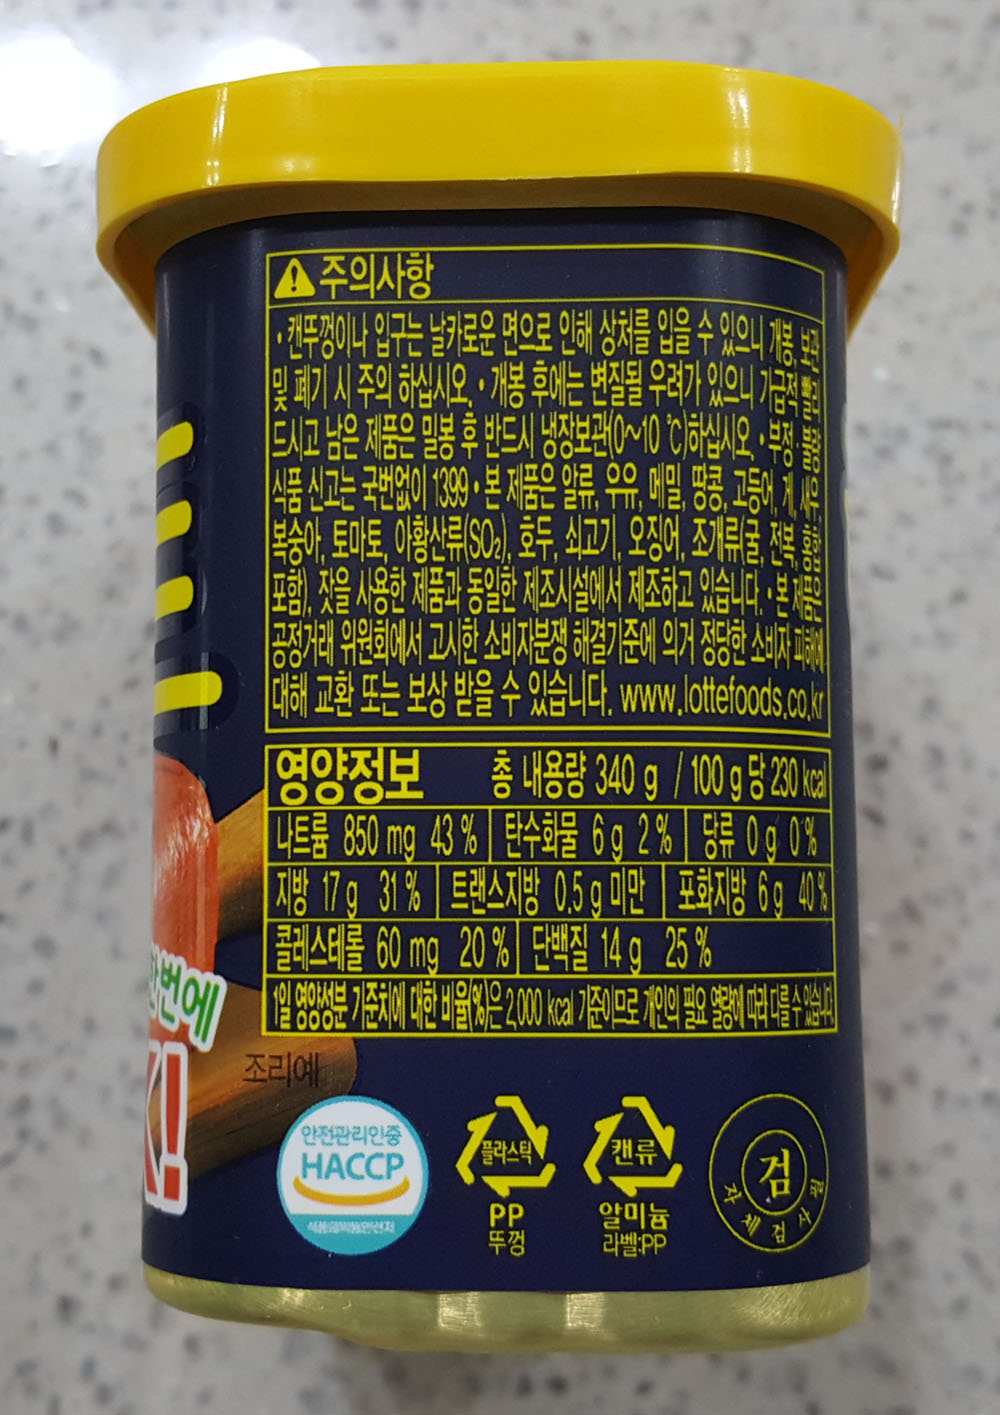 주의사항
• 캔뚜껑이나 입구는 날카로운 면으로 인해 상처를 입을 수 있으니 개봉, 보관
및 폐기 시 주의 하십시오. • 개봉 후에는 변질될 우려가 있으니 가급적 빨리
드시고 남은 제품은 밀봉 후 반드시 냉장보관(0~10 ℃)하십시오. • 부정·불량
식품 신고는 국번없이 1399 • 본 제품은 알류, 우유, 메밀, 땅콩, 고등어, 게, 새우,
복숭아, 토마토, 아황산류(SO₂), 호두, 쇠고기, 오징어, 조개류(굴, 전복, 홍합
포함), 잣을 사용한 제품과 동일한 제조시설에서 제조하고 있습니다. • 본 제품은
공정거래 위원회에서 고시한 소비자분쟁 해결기준에 의거 정당한 소비자 피해에
대해 교환 또는 보상 받을 수 있습니다. www.lottefoods.co.kr
영양정보 총 내용량 340 g / 100 g 당 230 kcal
나트륨 850 mg 43 % 탄수화물 6 g 2 % 당류 0 g 0 %
지방 17 g 31 % 트랜스지방 0.5 g 미만 포화지방 6 g 40 %
콜레스테롤 60 mg 20 % 단백질 14 g 25 %
1일 영양성분 기준치에 대한 비율(%)은 2,000 kcal 기준이므로 개인의 필요 열량에 따라 다를 수 있습니다.
한번에
K!
조리예
안전관리인증
HACCP
식품의약품안전처
플라스틱
PP
뚜껑
캔류
알미늄
라벨:PP
검
자체검사필